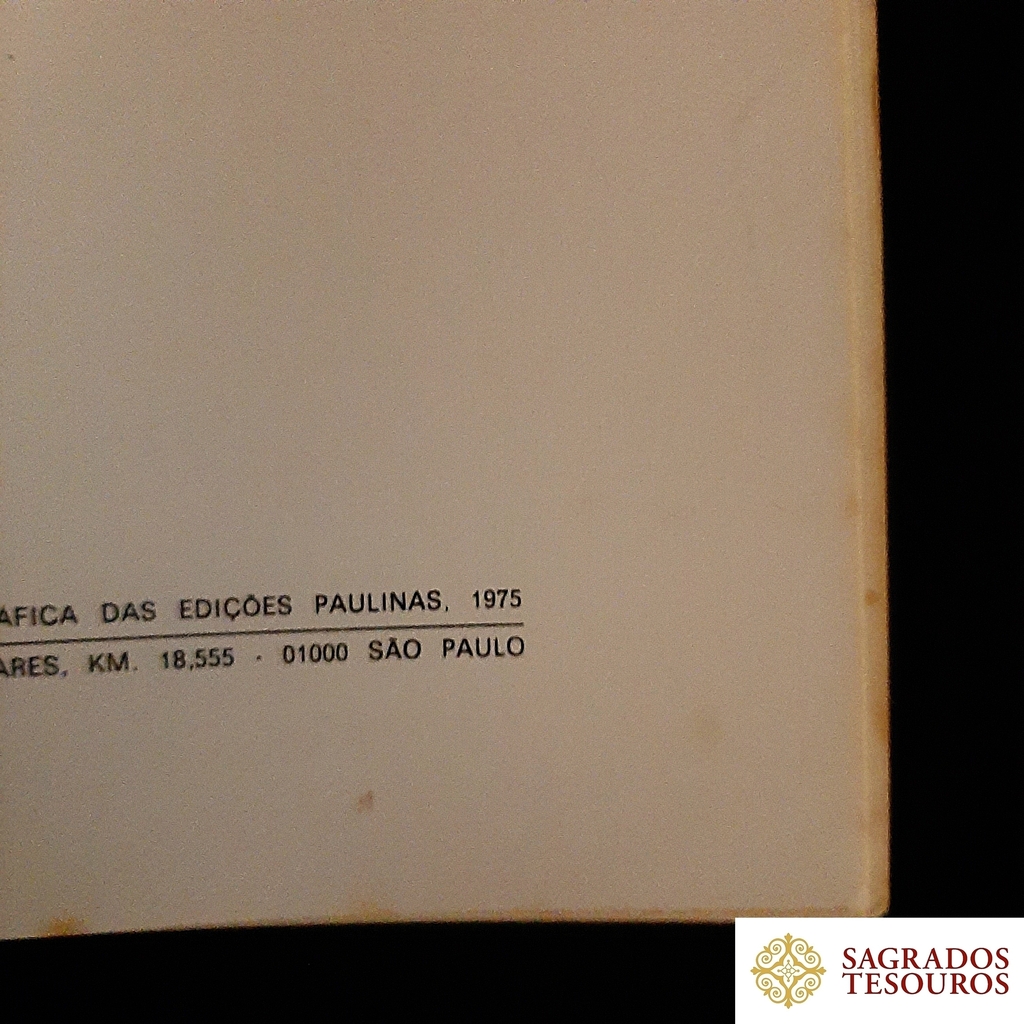 AFICA DAS EDIÇÕES PAULINAS, 1975
ARES, KM. 18,555 - 01000 SÃO PAULO
SAGRADOS
TESOUROS